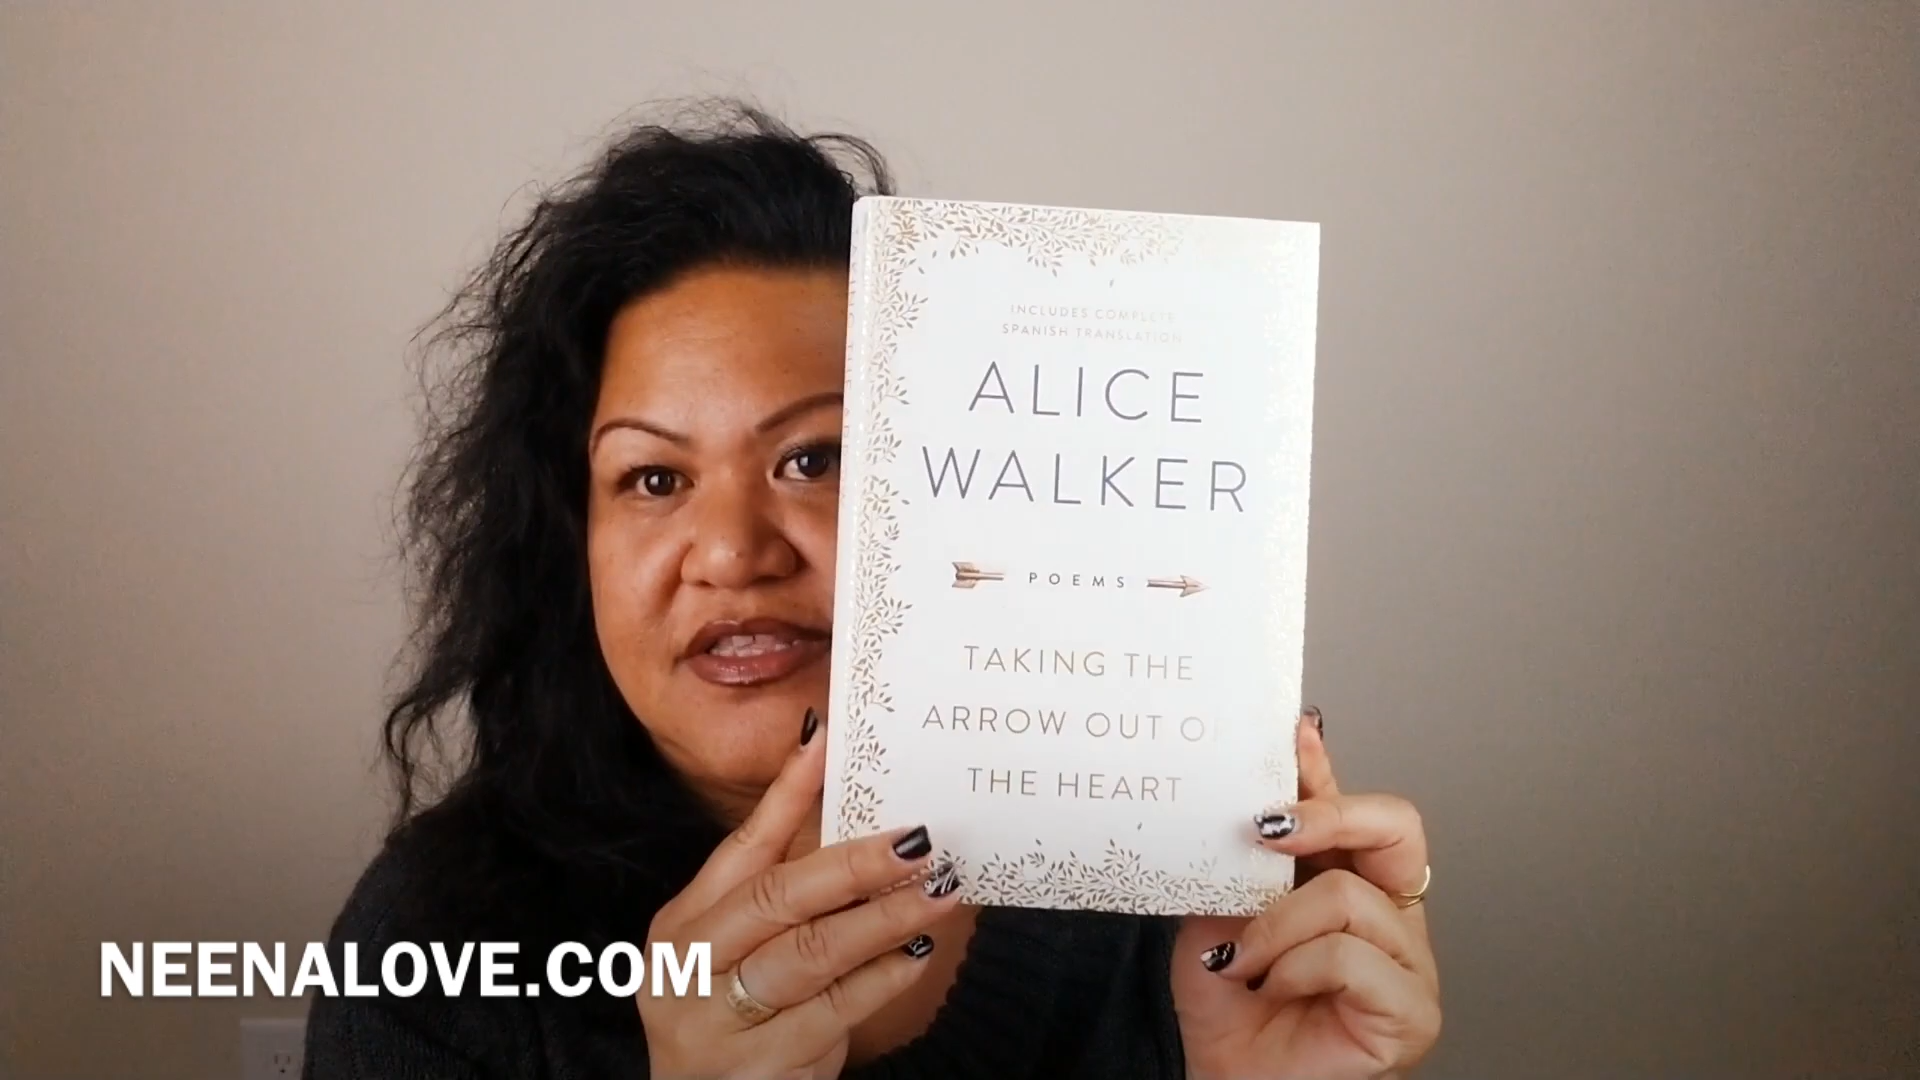 INCLUDES COMPLETE
SPANISH TRANSLATION
ALICE
WALKER
POEMS
TAKING THE
ARROW OUT OF
THE HEART
NEENALOVE.COM